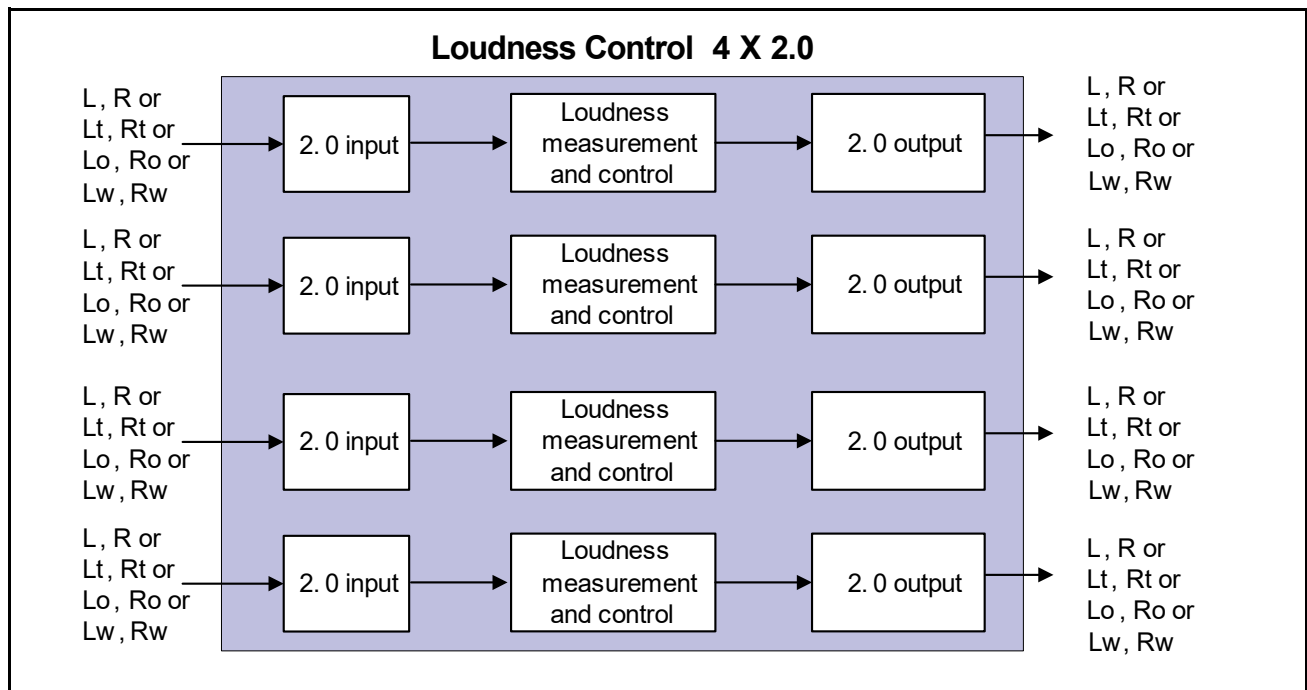 Loudness Control 4 X 2.0
L, R or
Lt, Rt or
Lo, Ro or
Lw, Rw
2. 0 input
Loudness
measurement
and control
2. 0 output
L, R or
Lt, Rt or
Lo, Ro or
Lw, Rw
L, R or
Lt, Rt or
Lo, Ro or
Lw, Rw
2. 0 input
Loudness
measurement
and control
2. 0 output
L, R or
Lt, Rt or
Lo, Ro or
Lw, Rw
L, R or
Lt, Rt or
Lo, Ro or
Lw, Rw
2. 0 input
Loudness
measurement
and control
2. 0 output
L, R or
Lt, Rt or
Lo, Ro or
Lw, Rw
L, R or
Lt, Rt or
Lo, Ro or
Lw, Rw
2. 0 input
Loudness
measurement
and control
2. 0 output
L, R or
Lt, Rt or
Lo, Ro or
Lw, Rw